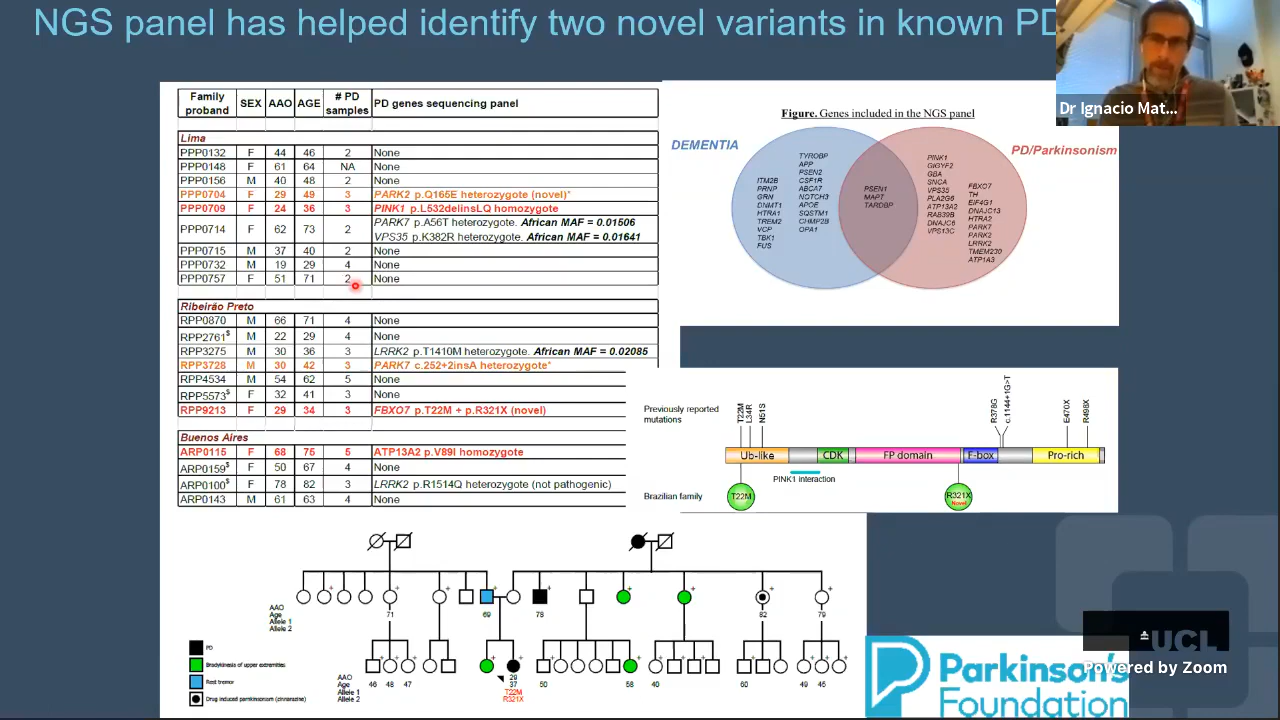 NGS panel has helped identify two novel variants in known PD
Dr Ignacio Mat...
Family proband SEX AAO AGE # PD samples PD genes sequencing panel
Lima
PPP0132 F 44 46 2 None
PPP0148 F 61 64 NA None
PPP0156 M 40 48 2 None
PPP0704 F 29 49 3 PARK2 p.Q165E heterozygote (novel)*
PPP0709 F 24 36 3 PINK1 p.L532delinsLQ homozygote
PPP0714 F 62 73 2 PARK7 p.A56T heterozygote. African MAF = 0.01506
VPS35 p.K382R heterozygote. African MAF = 0.01641
PPP0715 M 37 40 2 None
PPP0732 M 19 29 4 None
PPP0757 F 51 71 2 None
Ribeirão Preto
RPP0870 M 66 71 4 None
RPP2761$ M 22 29 4 None
RPP3275 M 30 36 3 LRRK2 p.T1410M heterozygote. African MAF = 0.02085
RPP3728 M 30 42 3 PARK7 c.252+2insA heterozygote*
RPP4534 M 54 62 5 None
RPP5573$ F 32 41 3 None
RPP9213 F 29 34 3 FBXO7 p.T22M + p.R321X (novel)
Buenos Aires
ARP0115 F 68 75 5 ATP13A2 p.V89I homozygote
ARP0159$ F 50 67 4 None
ARP0100$ F 78 82 3 LRRK2 p.R1514Q heterozygote (not pathogenic)
ARP0143 M 61 63 4 None
Figure. Genes included in the NGS panel
DEMENTIA
PD/Parkinsonism
ITM2B
PRNP
GRN
DNMT1
HTRA1
TREM2
VCP
TBK1
FUS
TYROBP
APP
PSEN2
CSF1R
ABCA7
NOTCH3
APOE
SQSTM1
CHMP2B
OPA1
PSEN1
MAPT
TARDBP
PINK1
GIGYF2
GBA
SNCA
VPS35
PLA2G6
ATP13A2
RAB39B
DNAJC6
VPS13C
FBXO7
TH
EIF4G1
DNAJC13
HTRA2
PARK7
PARK2
LRRK2
TMEM230
ATP1A3
Previously reported mutations
T22M
L34R
N51S
R378G
c.1144+1G>T
E470X
R498X
Ub-like CDK FP domain F-box Pro-rich
PINK1 interaction
Brazilian family
T22M
R321X
Novel
AAO
Age
Allele 1
Allele 2
71 69 78 82 79
PD
Bradykinesia of upper extremities
Rest tremor
Drug induced parkinsonism (cinnarizine)
AAO
Age
Allele 1
Allele 2
46 48 47
29
37
T22M
R321X
50 58 40 60 49 45
Parkinson's
Foundation
UCL
Powered by Zoom